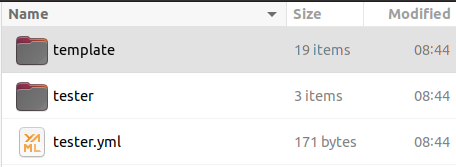 Name Size Modified
template 19 items 08:44
tester 3 items 08:44
YAML tester.yml 171 bytes 08:44